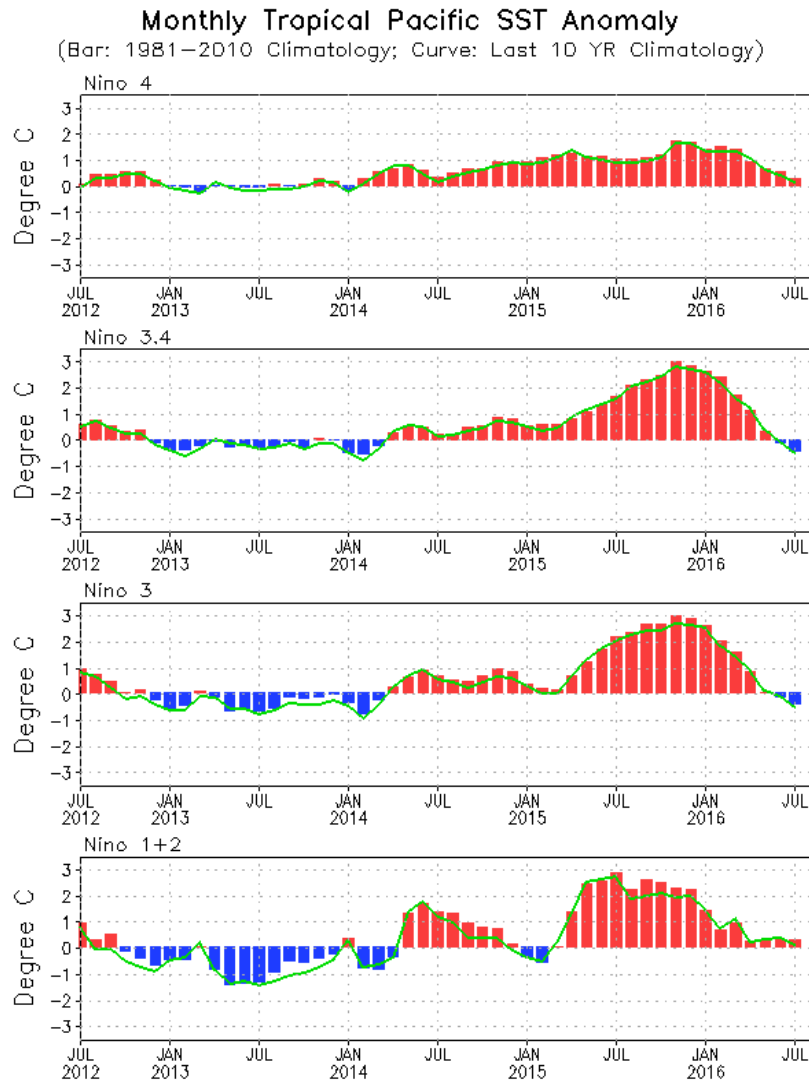 Monthly Tropical Pacific SST Anomaly
(Bar: 1981-2010 Climatology; Curve: Last 10 YR Climatology)
Nino 4
Degree C
3
2
1
0
-1
-2
-3
JUL JAN JUL JAN JUL JAN JUL JAN JUL
2012 2013 2014 2015 2016
Nino 3.4
Degree C
3
2
1
0
-1
-2
-3
JUL JAN JUL JAN JUL JAN JUL JAN JUL
2012 2013 2014 2015 2016
Nino 3
Degree C
3
2
1
0
-1
-2
-3
JUL JAN JUL JAN JUL JAN JUL JAN JUL
2012 2013 2014 2015 2016
Nino 1+2
Degree C
3
2
1
0
-1
-2
-3
JUL JAN JUL JAN JUL JAN JUL JAN JUL
2012 2013 2014 2015 2016